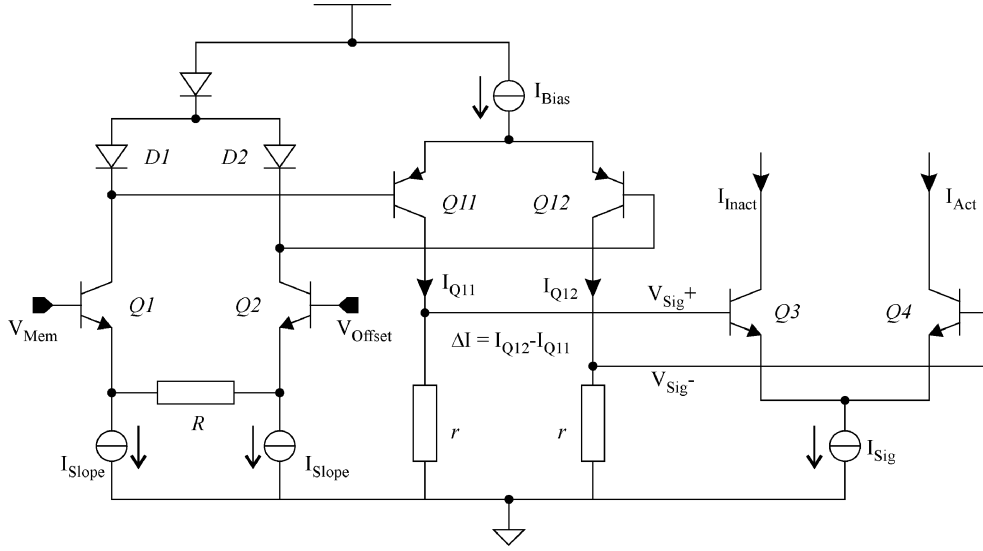 I_Bias
D1 D2
Q11 Q12
I_Inact I_Act
I_Q11 I_Q12
V_Sig+
Q1 Q2 Q3 Q4
V_Mem V_Offset
ΔI = I_Q12-I_Q11
V_Sig-
R r r
I_Slope I_Slope I_Sig